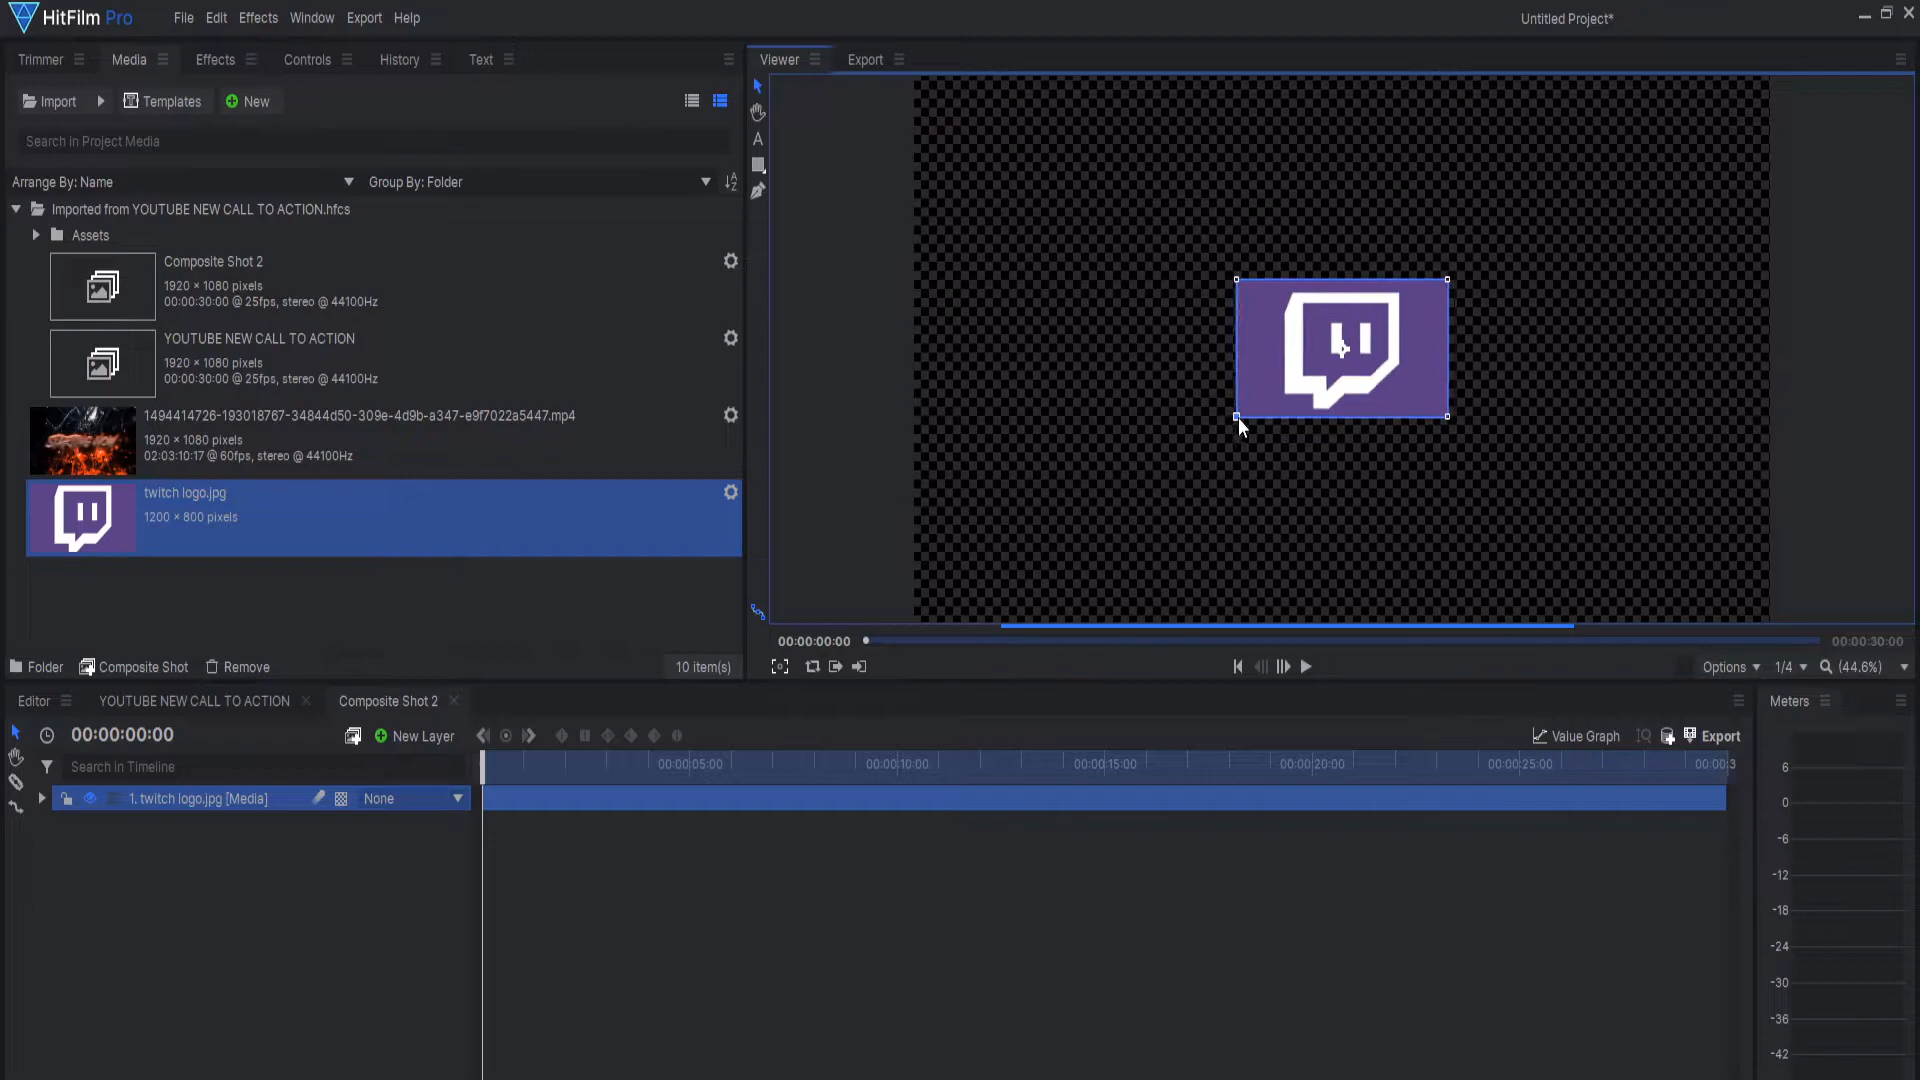 HitFilm Pro File Edit Effects Window Export Help Untitled Project*
Trimmer Media Effects Controls History Text
Viewer Export
Import Templates New
Search in Project Media
Arrange By: Name Group By: Folder
Imported from YOUTUBE NEW CALL TO ACTION.hfcs
Assets
Composite Shot 2
1920 × 1080 pixels
00:00:30:00 @ 25fps, stereo @ 44100Hz
YOUTUBE NEW CALL TO ACTION
1920 × 1080 pixels
00:00:30:00 @ 25fps, stereo @ 44100Hz
1494414726-193018767-34844d50-309e-4d9b-a347-e9f7022a5447.mp4
1920 × 1080 pixels
02:03:10:17 @ 60fps, stereo @ 44100Hz
twitch logo.jpg
1200 × 800 pixels
00:00:00:00 00:00:30:00
Folder Composite Shot Remove 10 item(s)
Options 1/4 (44.6%)
Editor YOUTUBE NEW CALL TO ACTION Composite Shot 2
Meters
00:00:00:00 New Layer Value Graph Export
Search in Timeline
00:00:05:00 00:00:10:00 00:00:15:00 00:00:20:00 00:00:25:00 00:00:3
1. twitch logo.jpg [Media] None
6
0
-6
-12
-18
-24
-30
-36
-42